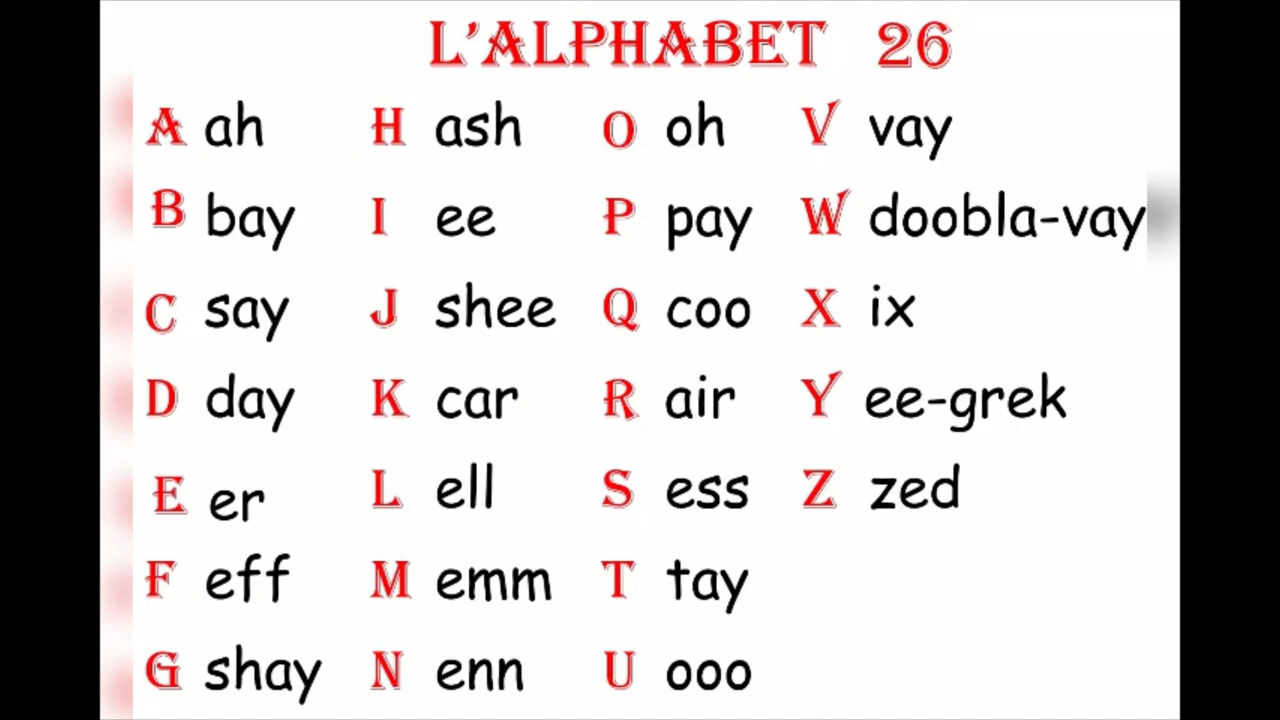 L'ALPHABET 26
A ah H ash O oh V vay
B bay I ee P pay W doobla-vay
C say J shee Q coo X ix
D day K car R air Y ee-grek
E er L ell S ess Z zed
F eff M emm T tay
G shay N enn U ooo